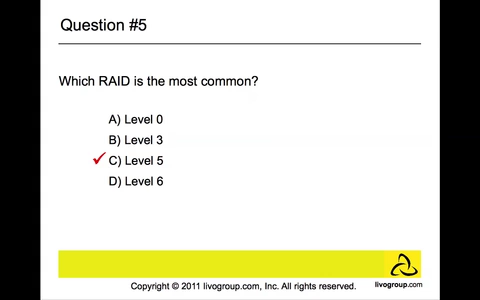 Question #5
Which RAID is the most common?
A) Level 0
B) Level 3
C) Level 5
D) Level 6
livogroup.com
Copyright © 2011 livogroup.com, Inc. All rights reserved.